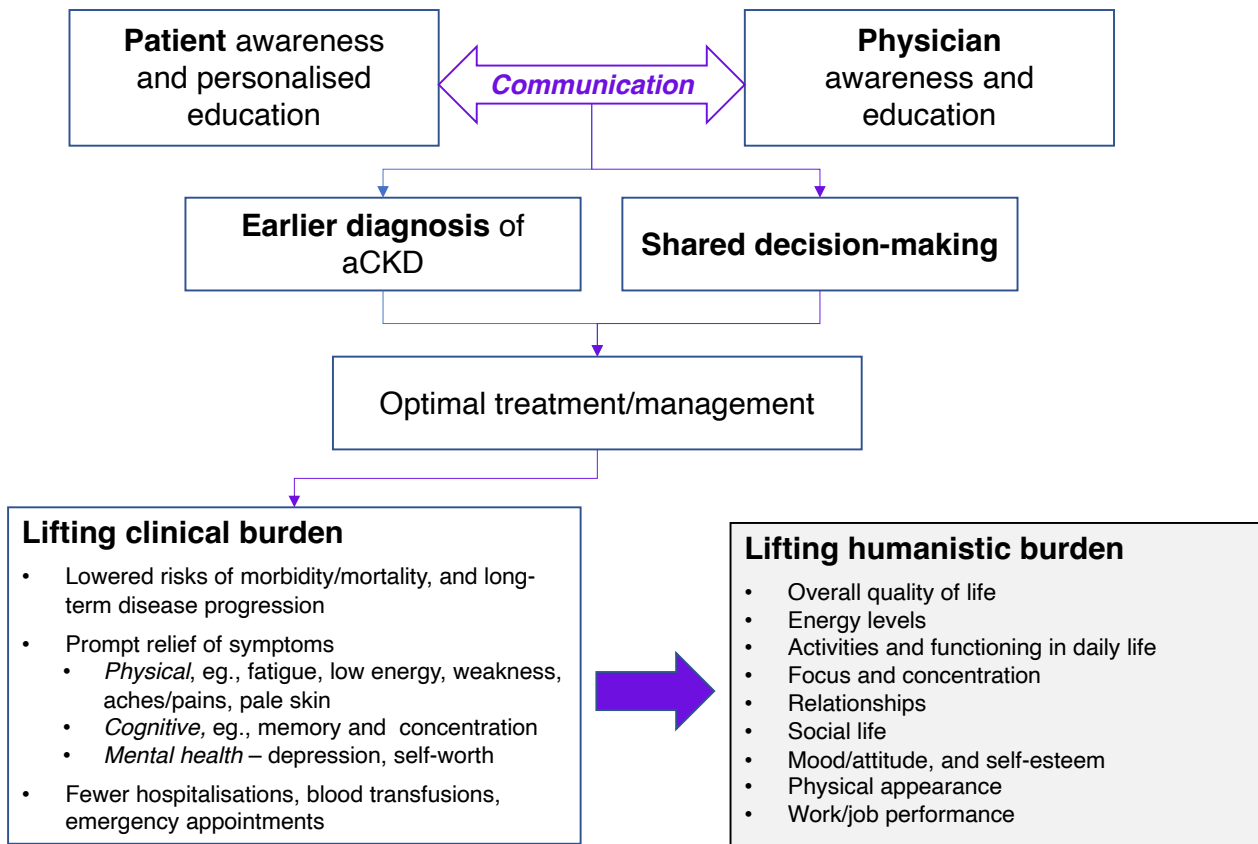 Patient awareness
and personalised
education
Communication
Physician
awareness and
education
Earlier diagnosis of
aCKD
Shared decision-making
Optimal treatment/management
Lifting clinical burden
• Lowered risks of morbidity/mortality, and long-
term disease progression
• Prompt relief of symptoms
• Physical, eg., fatigue, low energy, weakness,
aches/pains, pale skin
• Cognitive, eg., memory and concentration
• Mental health – depression, self-worth
• Fewer hospitalisations, blood transfusions,
emergency appointments
Lifting humanistic burden
• Overall quality of life
• Energy levels
• Activities and functioning in daily life
• Focus and concentration
• Relationships
• Social life
• Mood/attitude, and self-esteem
• Physical appearance
• Work/job performance